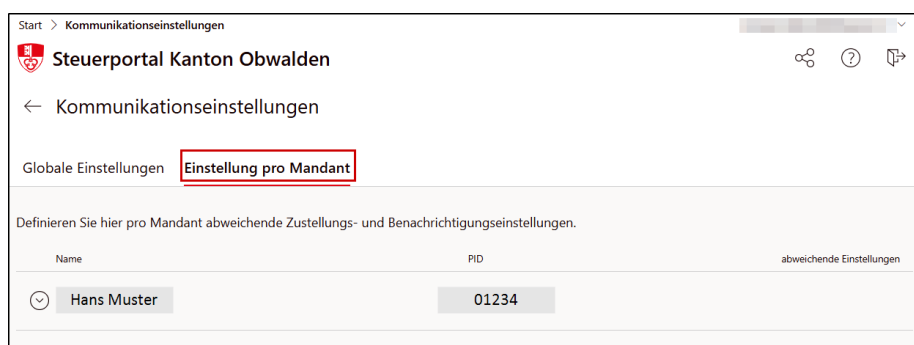 Start > Kommunikationseinstellungen
Steuerportal Kanton Obwalden
Kommunikationseinstellungen
Globale Einstellungen Einstellung pro Mandant
Definieren Sie hier pro Mandant abweichende Zustellungs- und Benachrichtigungseinstellungen.
Name PID abweichende Einstellungen
Hans Muster 01234